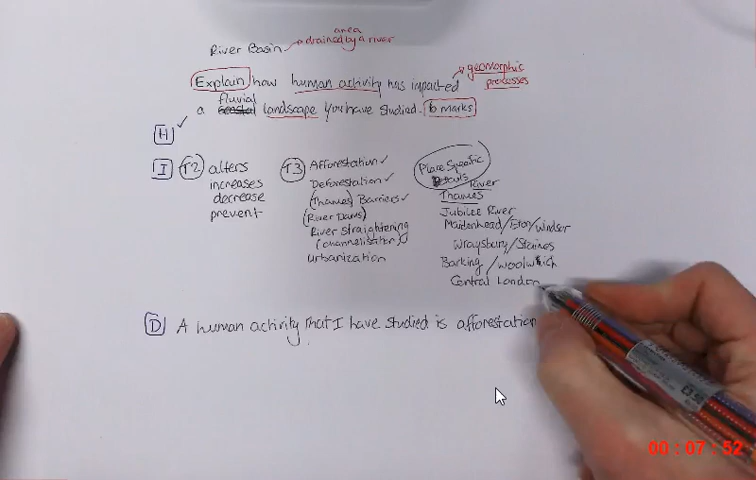 area
River Basin a drained by a river
Explain how human activity has impacted geomorphic processes
fluvial
a coastal landscape you have studied. 6 marks
H
I T2 alters
increases
decrease
prevent
T3 Afforestation
Deforestation
(Thames) Barriers
(River Dams)
River straightening
(channelisation)
urbanization
Place Specific
River
Thames
Jubilee River
Maidenhead/Eton/windsor
Wraysbury/Staines
Barking/woolwich
Central London
D A human activity that I have studied is afforestation
00:07:52